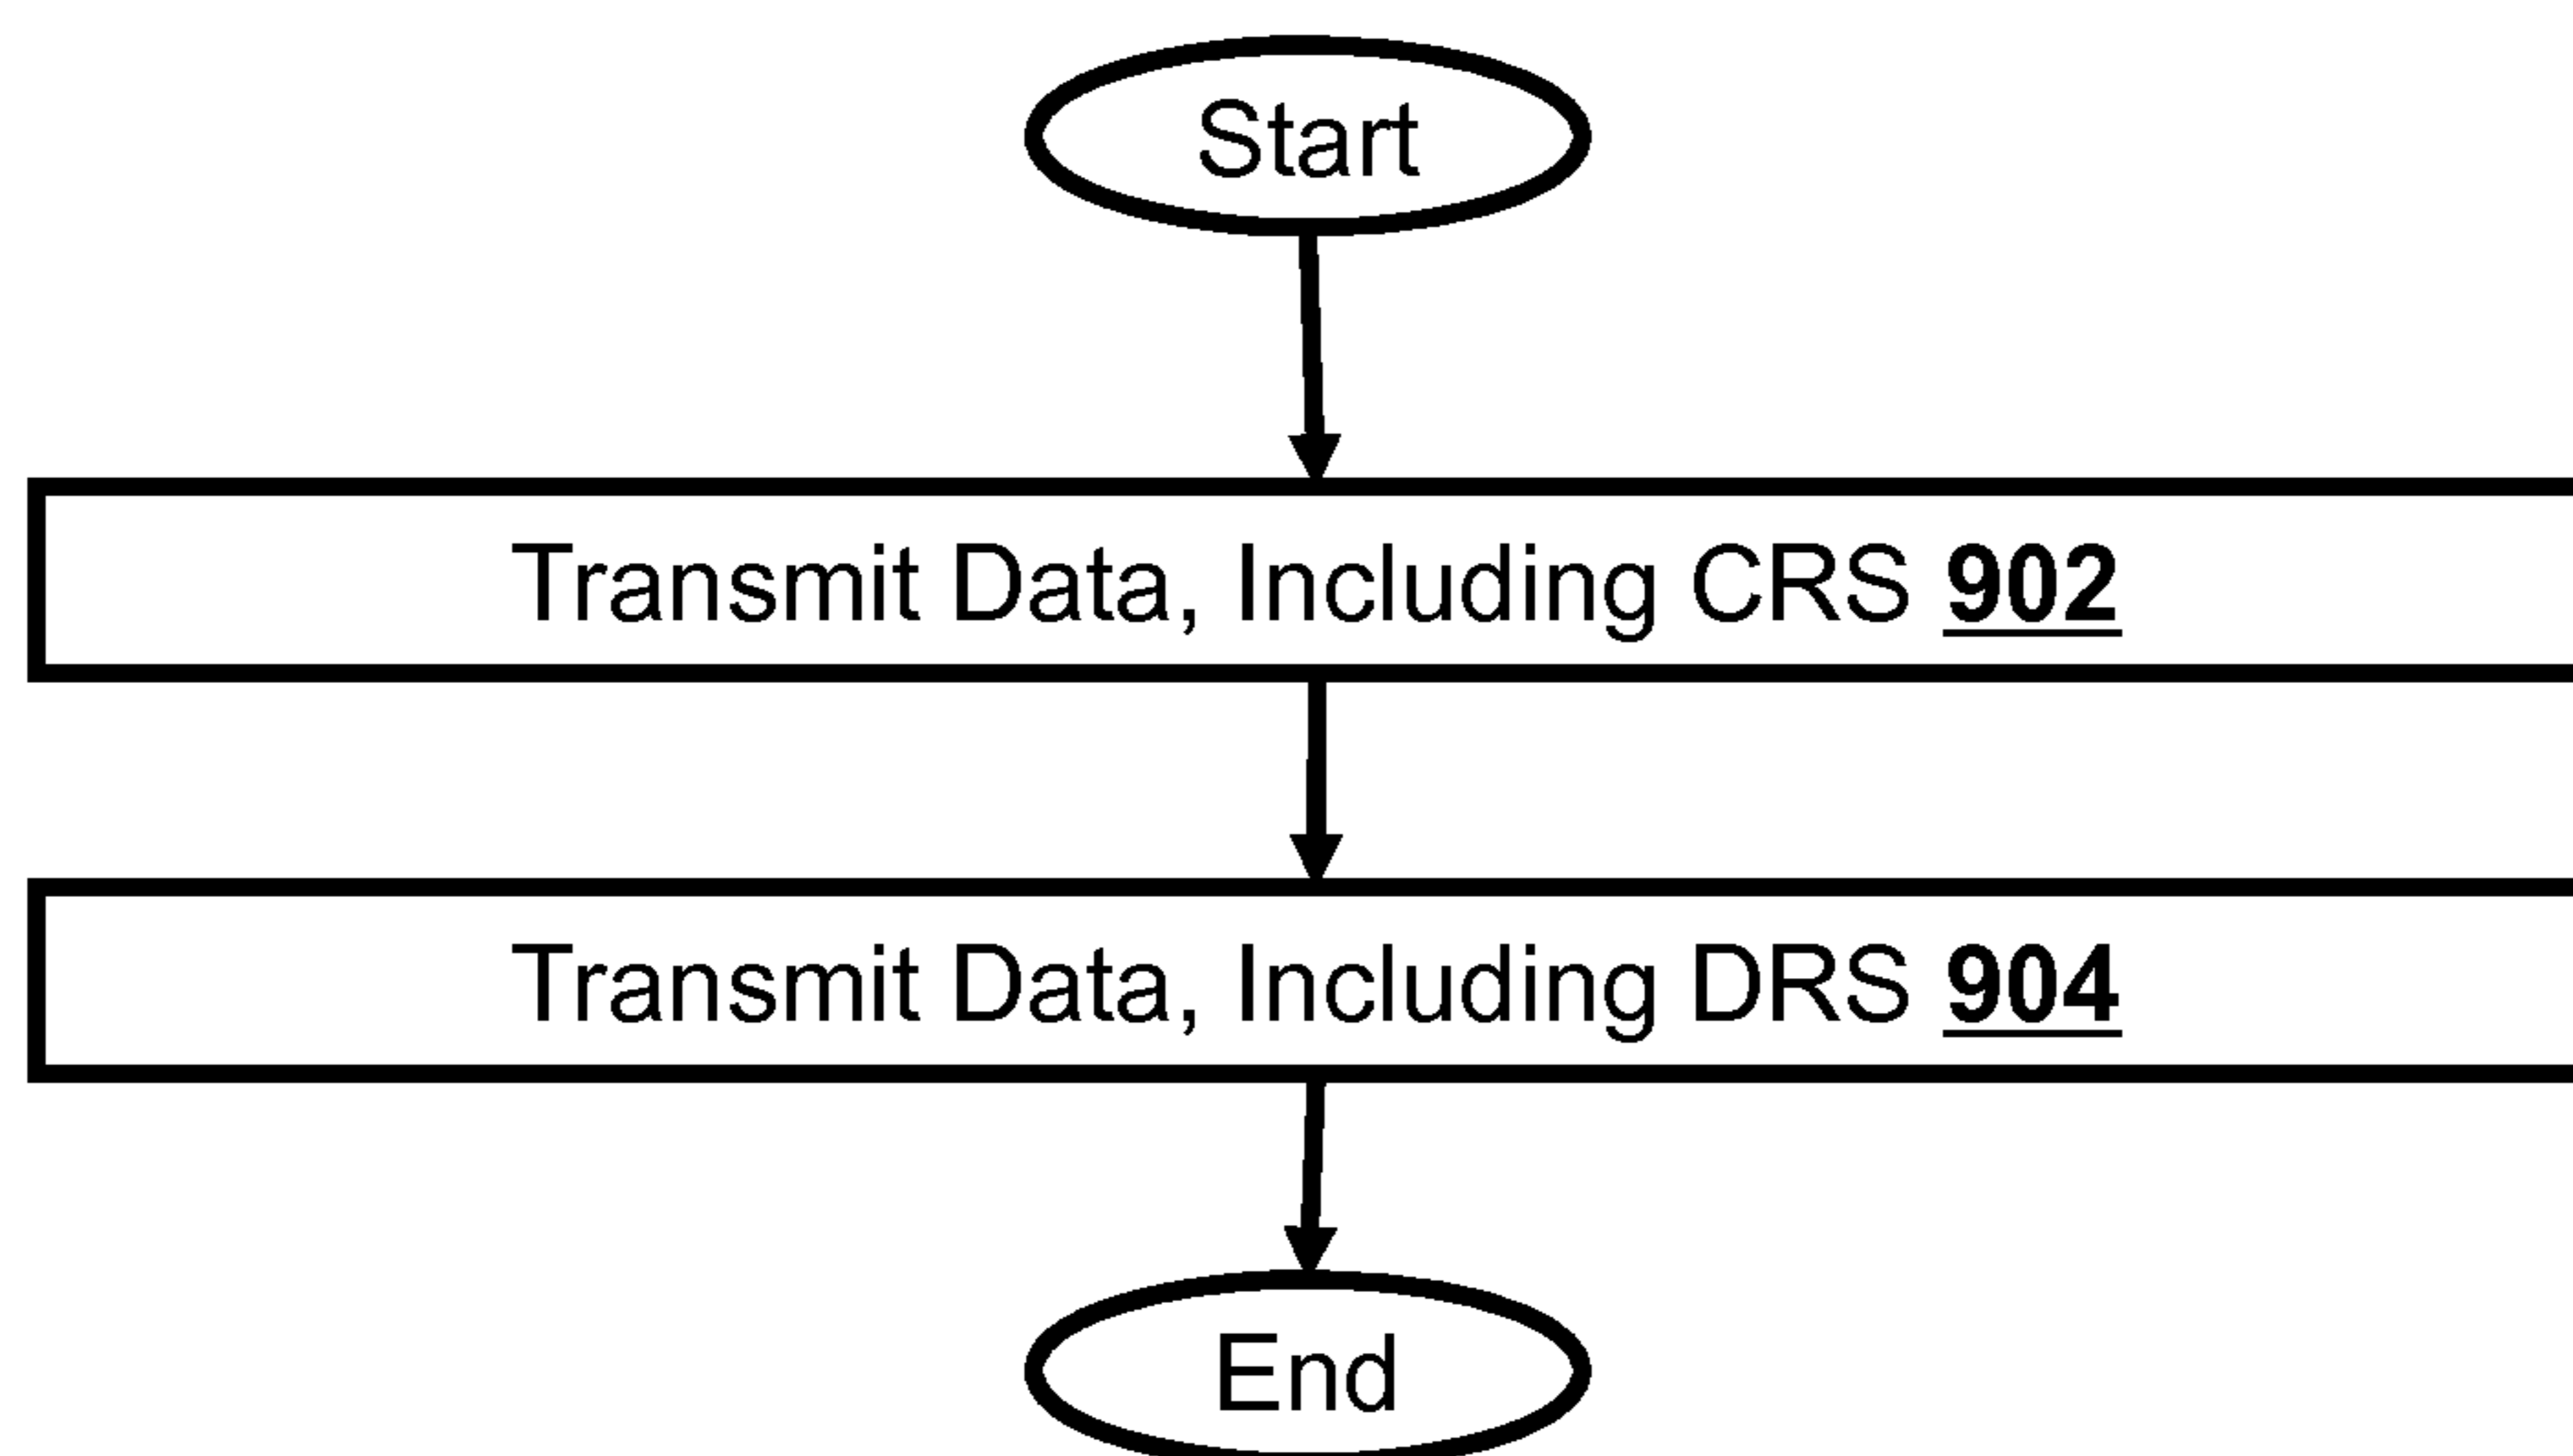 Start
Transmit Data, Including CRS 902
Transmit Data, Including DRS 904
End